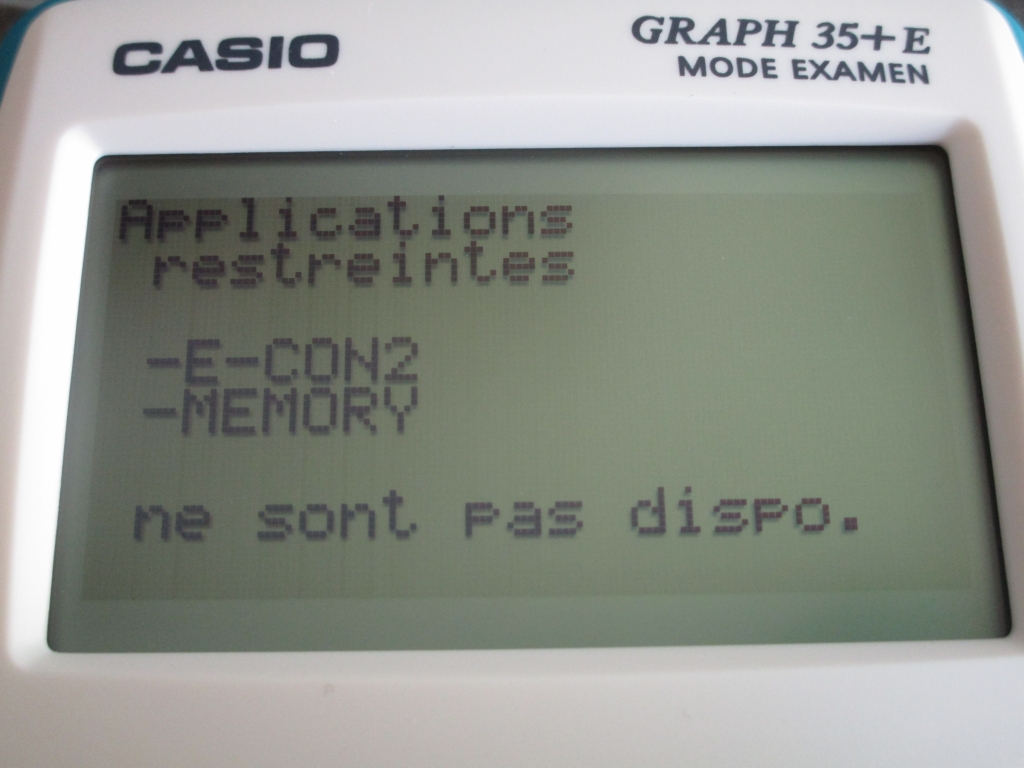 CASIO
GRAPH 35+E
MODE EXAMEN
Applications
restreintes
-E-CON2
-MEMORY
ne sont pas dispo.